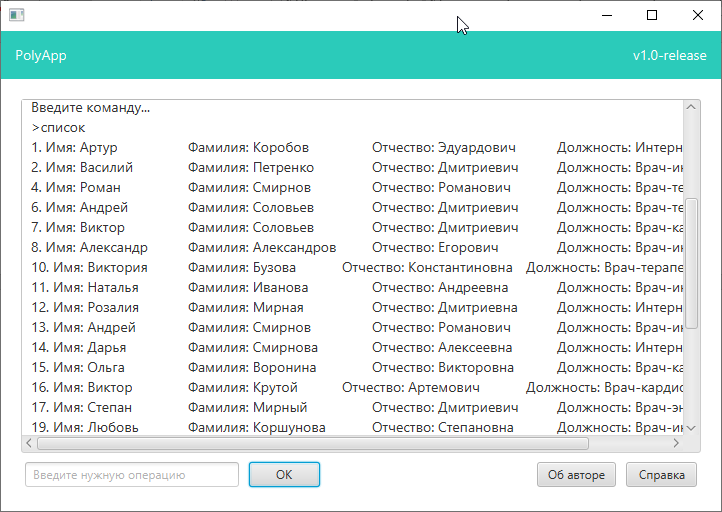 PolyApp v1.0-release
Введите команду...
>список
1. Имя: Артур Фамилия: Коробов Отчество: Эдуардович Должность: Интерн
2. Имя: Василий Фамилия: Петренко Отчество: Дмитриевич Должность: Врач-ин
4. Имя: Роман Фамилия: Смирнов Отчество: Романович Должность: Врач-те
6. Имя: Андрей Фамилия: Соловьев Отчество: Дмитриевич Должность: Врач-те
7. Имя: Виктор Фамилия: Соловьев Отчество: Дмитриевич Должность: Врач-ка
8. Имя: Александр Фамилия: Александров Отчество: Егорович Должность: Врач-ин
10. Имя: Виктория Фамилия: Бузова Отчество: Константиновна Должность: Врач-терапе
11. Имя: Наталья Фамилия: Иванова Отчество: Андреевна Должность: Врач-ин
12. Имя: Розалия Фамилия: Мирная Отчество: Дмитриевна Должность: Интерн
13. Имя: Андрей Фамилия: Смирнов Отчество: Романович Должность: Врач-ин
14. Имя: Дарья Фамилия: Смирнова Отчество: Алексеевна Должность: Интерн
15. Имя: Ольга Фамилия: Воронина Отчество: Викторовна Должность: Врач-ка
16. Имя: Виктор Фамилия: Крутой Отчество: Артемович Должность: Врач-кардио
17. Имя: Степан Фамилия: Мирный Отчество: Дмитриевич Должность: Врач-эн
19. Имя: Любовь Фамилия: Коршунова Отчество: Степановна Должность: Врач-ин
Введите нужную операцию ОК Об авторе Справка